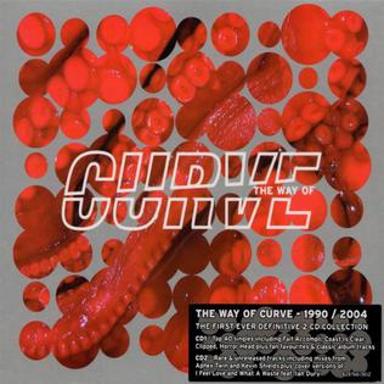 CURVE
THE WAY OF
THE WAY OF CURVE - 1990 / 2004
THE FIRST EVER DEFINITIVE 2 CD COLLECTION
CD1 : Top 40 singles including Fait Accompli, Coast is Clear
Clipped, Horror Head plus fan favourites & classic album tracks
CD2 : Rare & unreleased tracks including mixes from
Aphex Twin and Kevin Shields plus cover versions of
I Feel Love and What A Waste feat Ian Dury